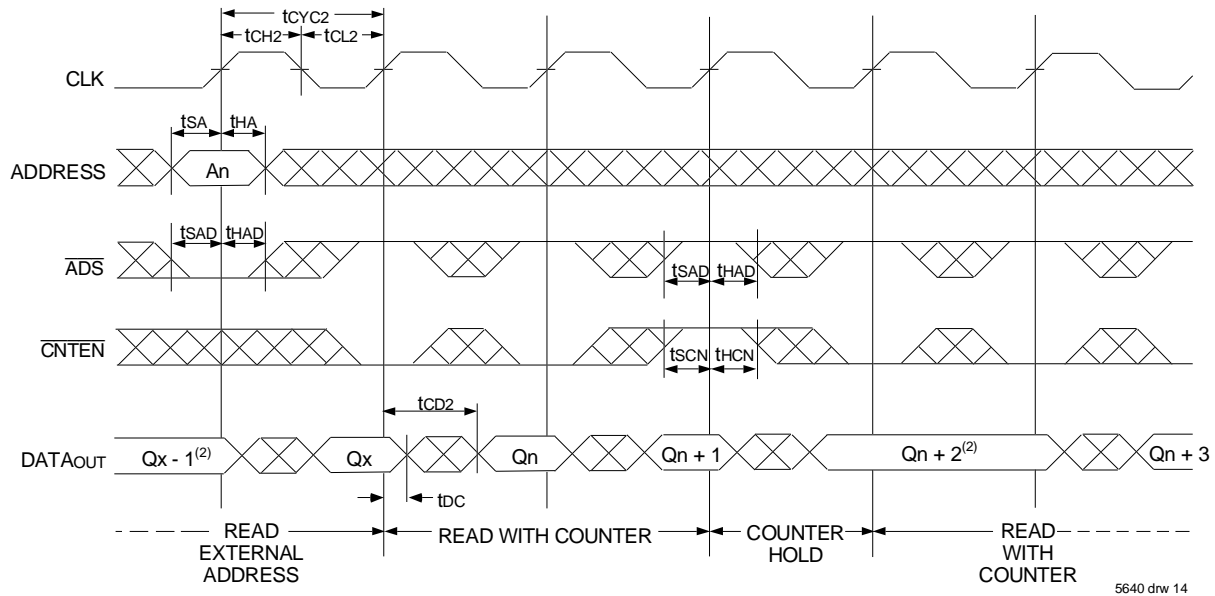 tCYC2
tCH2 tCL2
CLK
tSA tHA
ADDRESS An
tSAD tHAD
ADS
tSAD tHAD
CNTEN
tSCN tHCN
tCD2
DATAOUT Qx - 1(2) Qx Qn Qn + 1 Qn + 2(2) Qn + 3
tDC
READ EXTERNAL ADDRESS
READ WITH COUNTER
COUNTER HOLD
READ WITH COUNTER
5640 drw 14